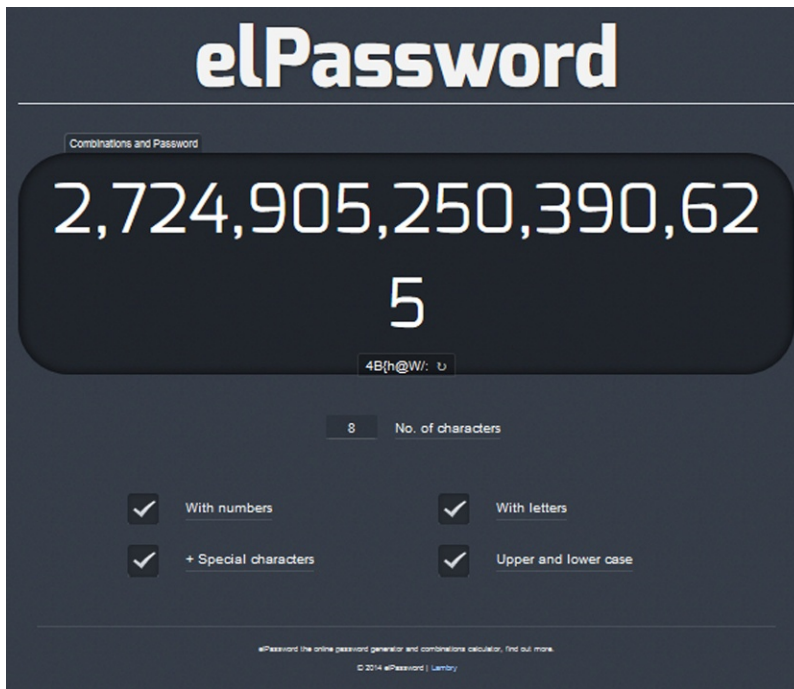 elPassword
Combinations and Password
2,724,905,250,390,62
5
4B{h@W/: ↻
8 No. of characters
With numbers With letters
+ Special characters Upper and lower case
elPassword the online password generator and combinations calculator, find out more.
© 2014 elPassword | Lambry